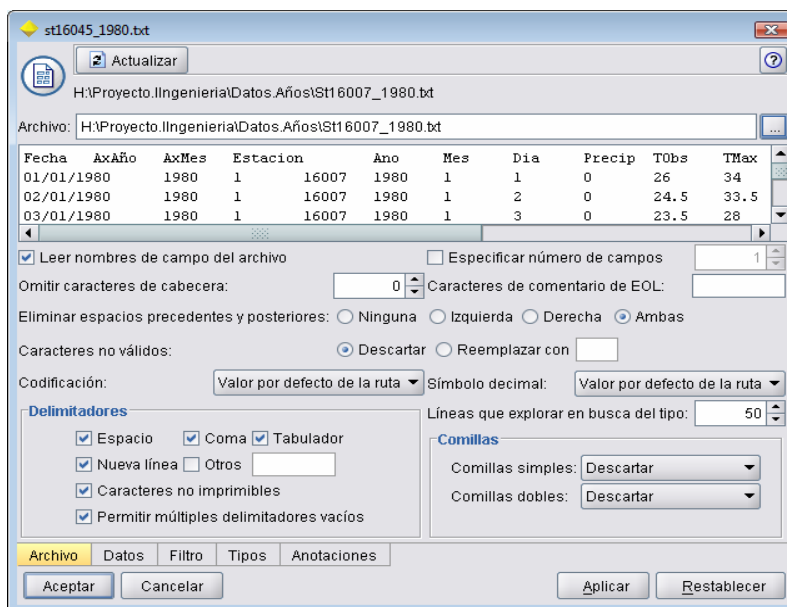 st16045_1980.txt
Actualizar
H:\Proyecto.IIngenieria\Datos.Años\St16007_1980.txt
Archivo: H:\Proyecto.IIngenieria\Datos.Años\St16007_1980.txt ...
Fecha AxAño AxMes Estacion Ano Mes Dia Precip TObs TMax
01/01/1980 1980 1 16007 1980 1 1 0 26 34
02/01/1980 1980 1 16007 1980 1 2 0 24.5 33.5
03/01/1980 1980 1 16007 1980 1 3 0 23.5 28
Leer nombres de campo del archivo Especificar número de campos 1
Omitir caracteres de cabecera: 0 Caracteres de comentario de EOL:
Eliminar espacios precedentes y posteriores: Ninguna Izquierda Derecha Ambas
Caracteres no válidos: Descartar Reemplazar con
Codificación: Valor por defecto de la ruta Símbolo decimal: Valor por defecto de la ruta
Delimitadores Líneas que explorar en busca del tipo: 50
Espacio Coma Tabulador Comillas
Nueva línea Otros Comillas simples: Descartar
Caracteres no imprimibles Comillas dobles: Descartar
Permitir múltiples delimitadores vacíos
Archivo Datos Filtro Tipos Anotaciones
Aceptar Cancelar Aplicar Restablecer